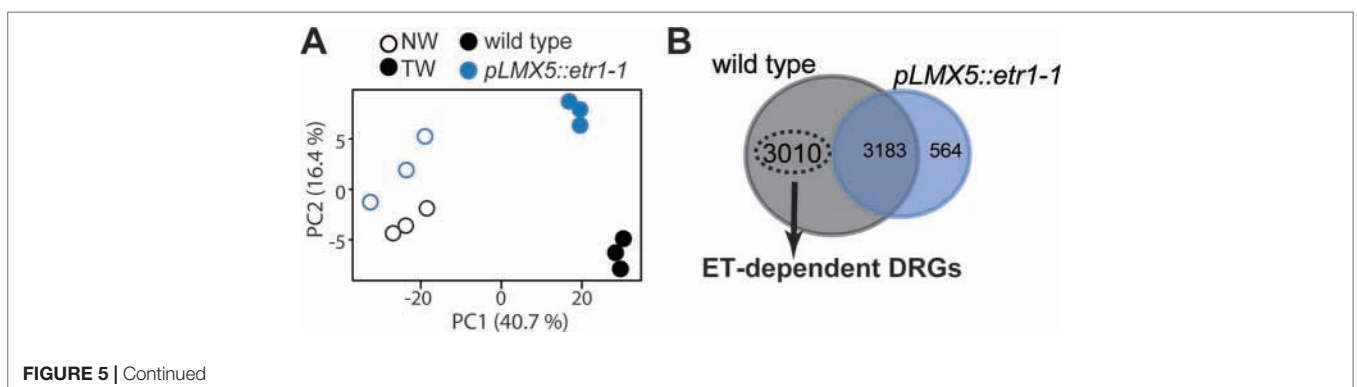 A
NW
wild type
TW
pLMX5::etr1-1
PC2 (16.4 %)
5
0
-5
-20
0
20
PC1 (40.7 %)
B
wild type
pLMX5::etr1-1
3010
3183
564
ET-dependent DRGs
FIGURE 5 | Continued